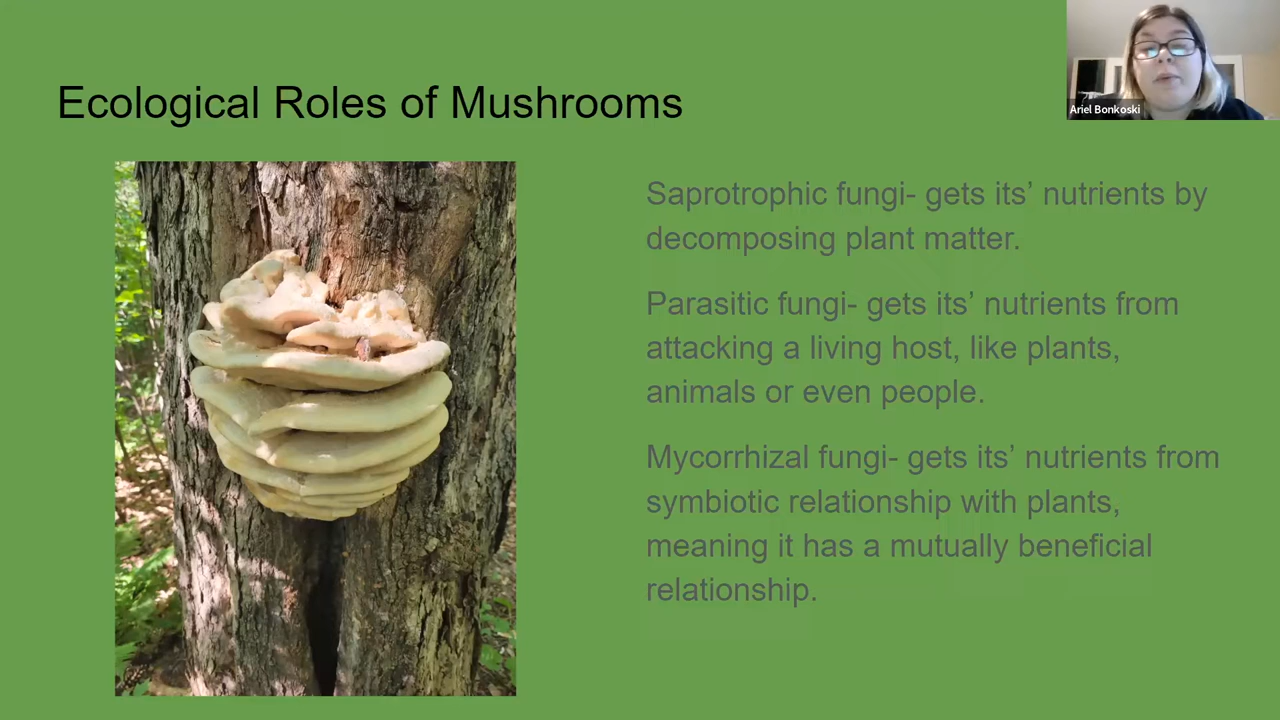 Ecological Roles of Mushrooms
Ariel Bonkoski
Saprotrophic fungi- gets its’ nutrients by
decomposing plant matter.
Parasitic fungi- gets its’ nutrients from
attacking a living host, like plants,
animals or even people.
Mycorrhizal fungi- gets its’ nutrients from
symbiotic relationship with plants,
meaning it has a mutually beneficial
relationship.